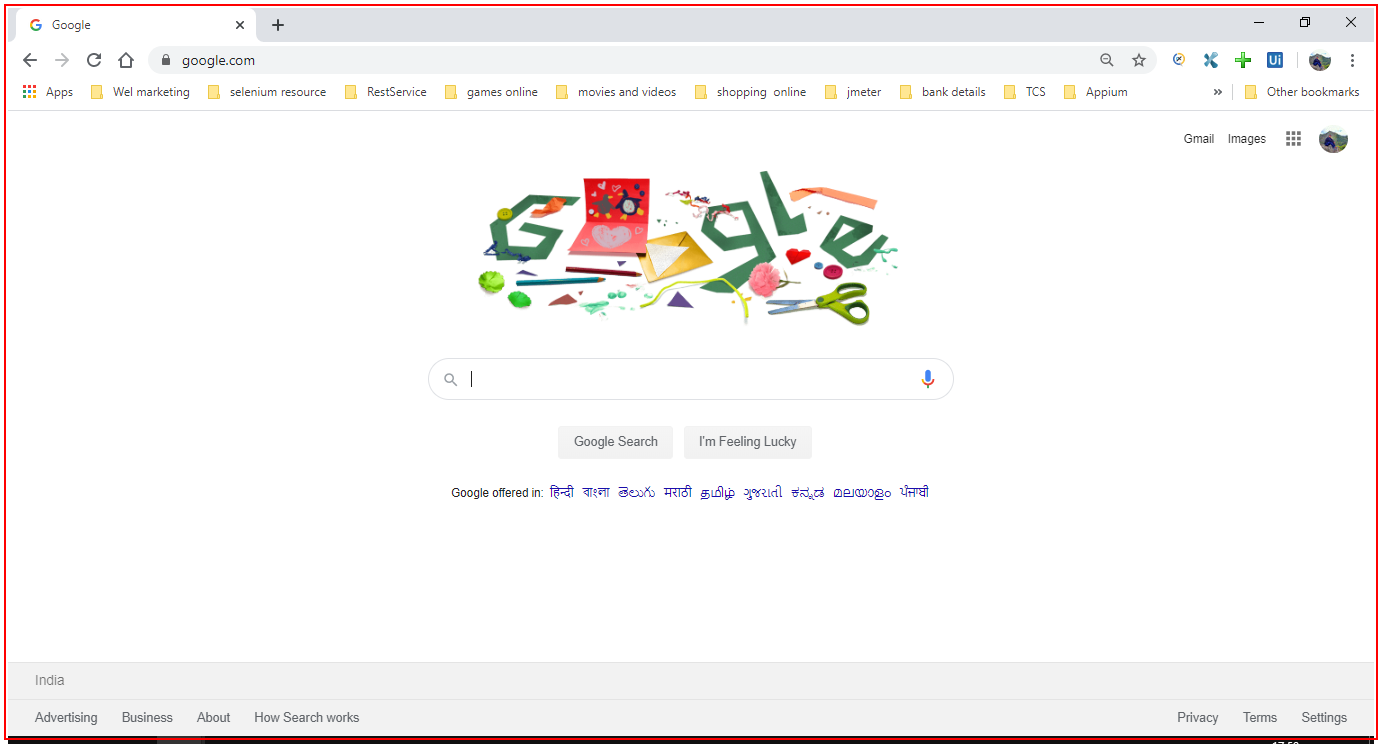 Google
google.com
Apps Wel marketing selenium resource RestService games online movies and videos shopping online jmeter bank details TCS Appium » Other bookmarks
Ui
Gmail Images
Google
Google Search I'm Feeling Lucky
Google offered in: हिन्दी বাংলা తెలుగు मराठी தமிழ் ગુજરાતી ಕನ್ನಡ മലയാളം ਪੰਜਾਬੀ
India
Advertising Business About How Search works Privacy Terms Settings